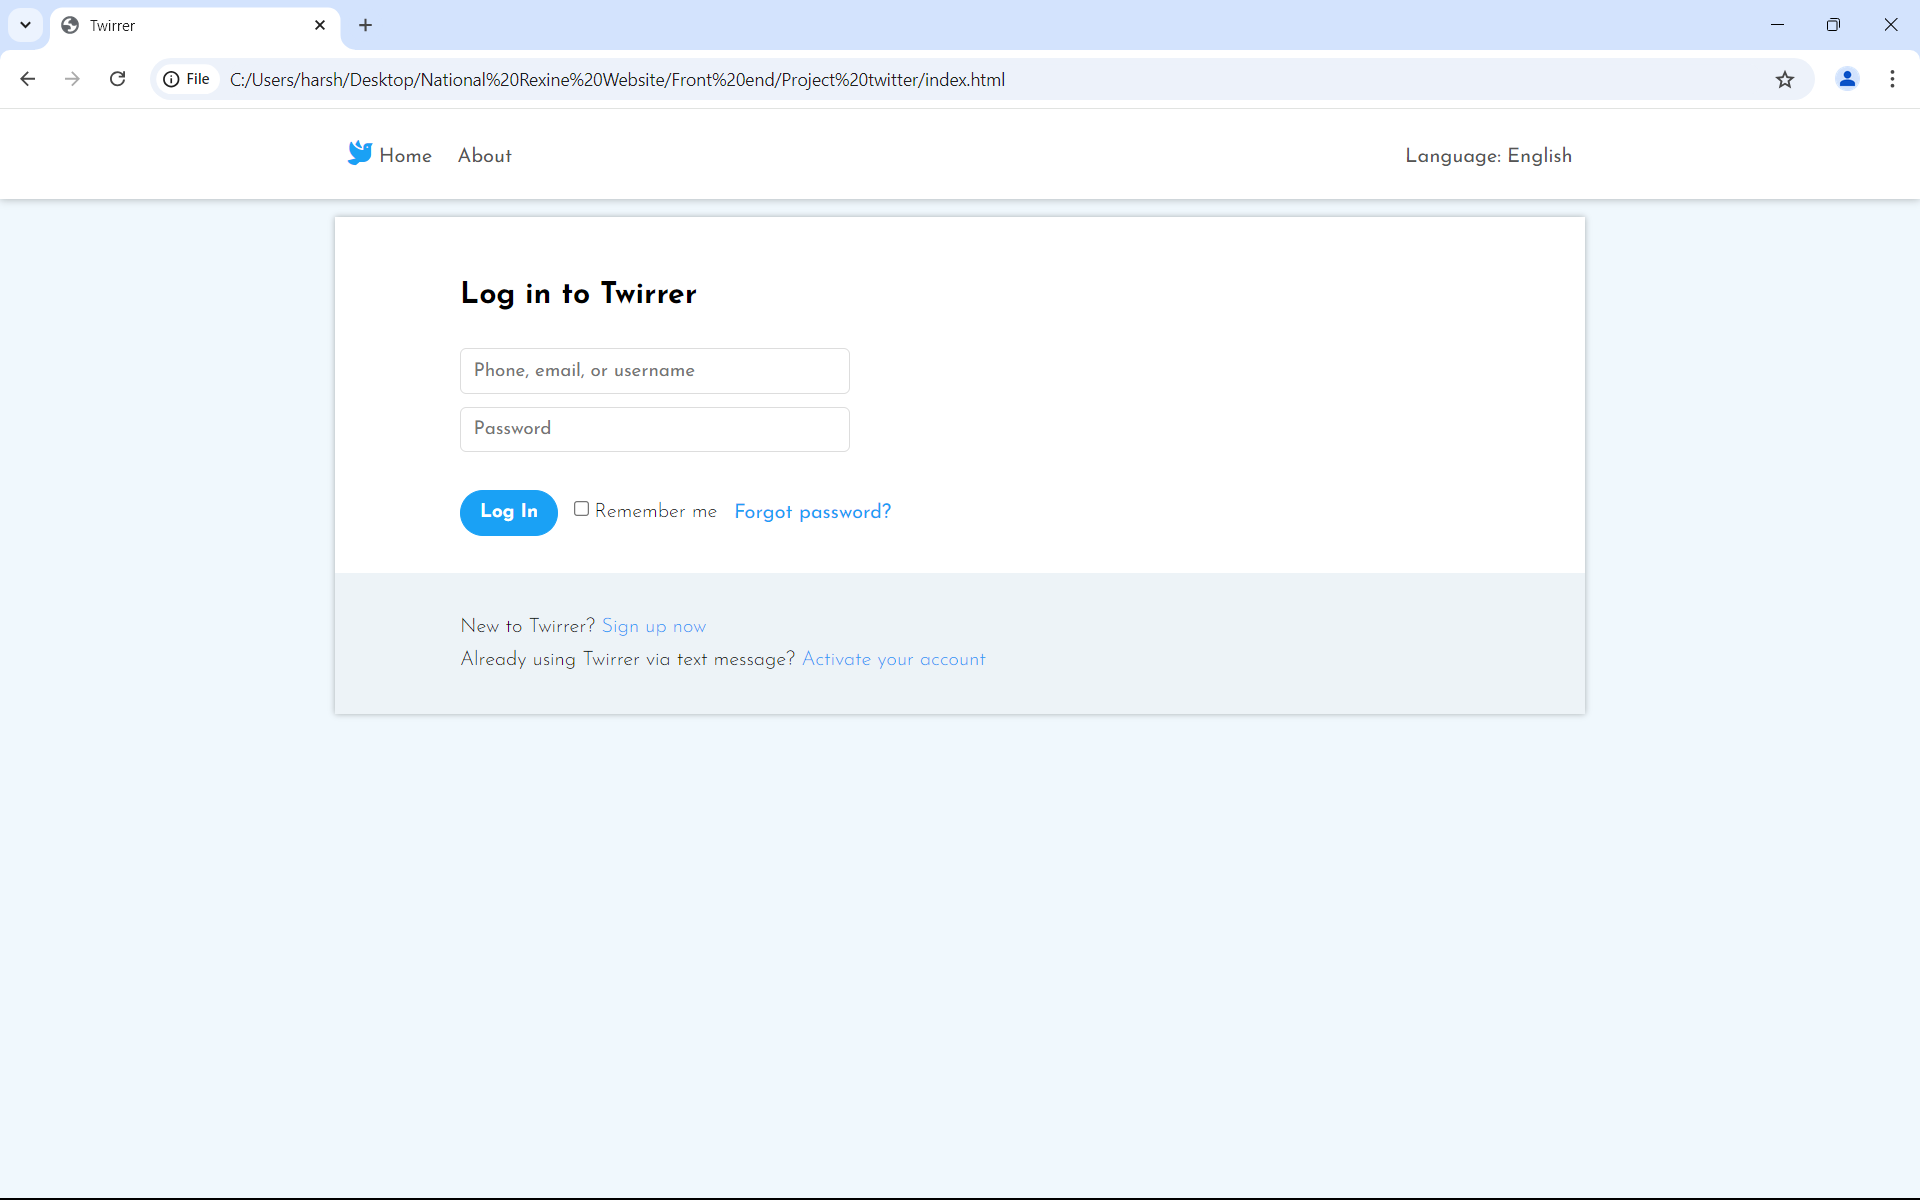 Twirrer
File C:/Users/harsh/Desktop/National%20Rexine%20Website/Front%20end/Project%20twitter/index.html
Home About Language: English
Log in to Twirrer
Phone, email, or username
Password
Log In Remember me Forgot password?
New to Twirrer? Sign up now
Already using Twirrer via text message? Activate your account